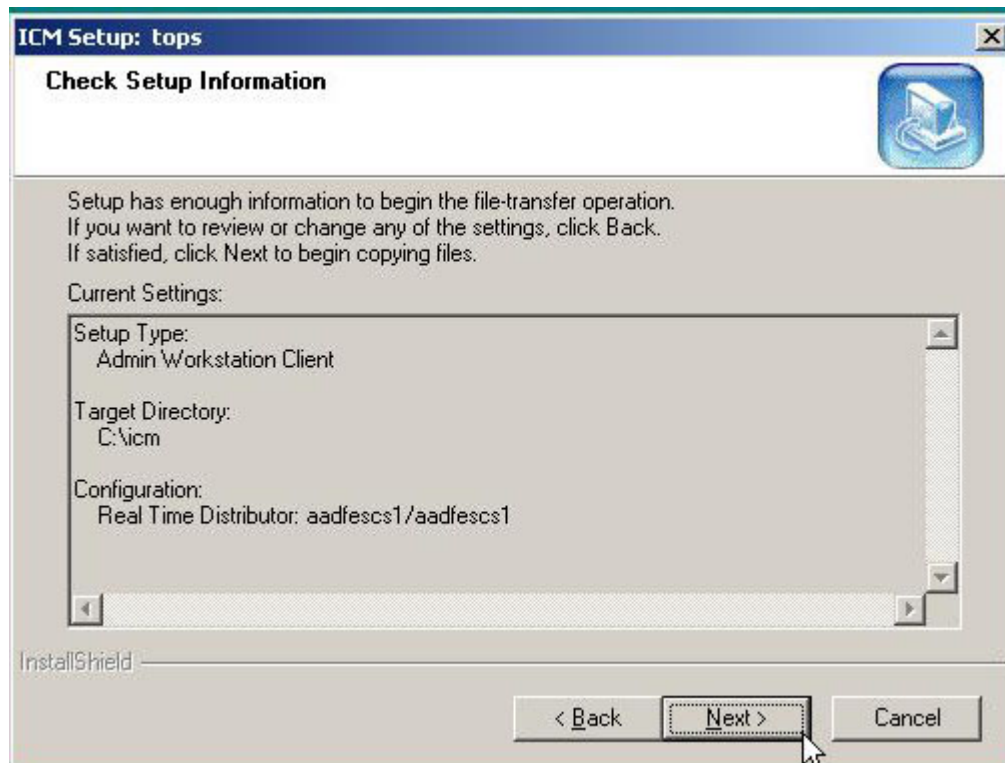 ICM Setup: tops
Check Setup Information
Setup has enough information to begin the file-transfer operation.
If you want to review or change any of the settings, click Back.
If satisfied, click Next to begin copying files.
Current Settings:
Setup Type:
Admin Workstation Client
Target Directory:
C:\icm
Configuration:
Real Time Distributor: aadfescs1/aadfescs1
InstallShield
< Back Next > Cancel